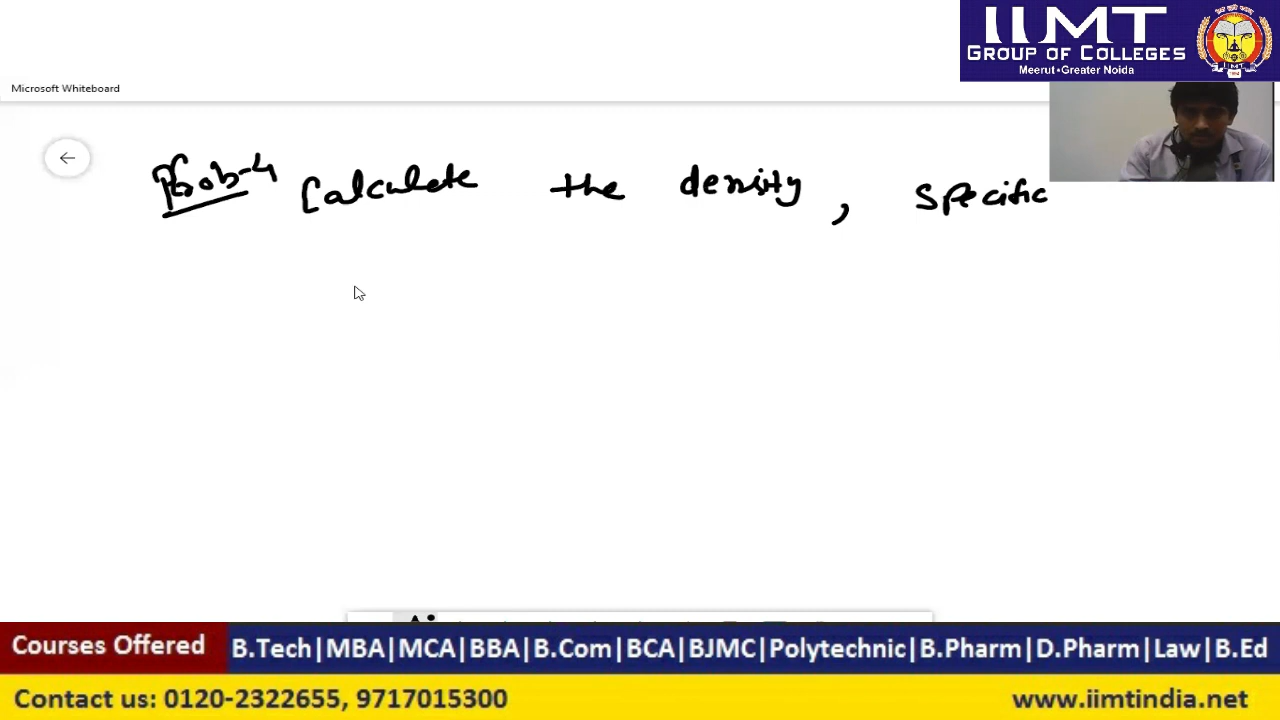 IIMT
GROUP OF COLLEGES
Meerut•Greater Noida
Microsoft Whiteboard
Prob-4 Calculate the density, specific
Courses Offered
B.Tech|MBA|MCA|BBA|B.Com|BCA|BJMC|Polytechnic|B.Pharm|D.Pharm|Law|B.Ed
Contact us: 0120-2322655, 9717015300
www.iimtindia.net